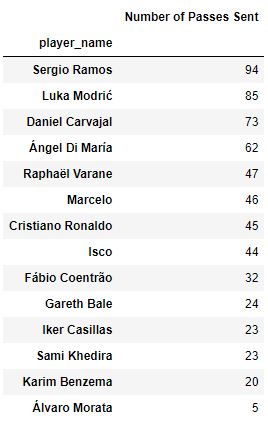 Number of Passes Sent
player_name
Sergio Ramos 94
Luka Modrić 85
Daniel Carvajal 73
Ángel Di María 62
Raphaël Varane 47
Marcelo 46
Cristiano Ronaldo 45
Isco 44
Fábio Coentrão 32
Gareth Bale 24
Iker Casillas 23
Sami Khedira 23
Karim Benzema 20
Álvaro Morata 5